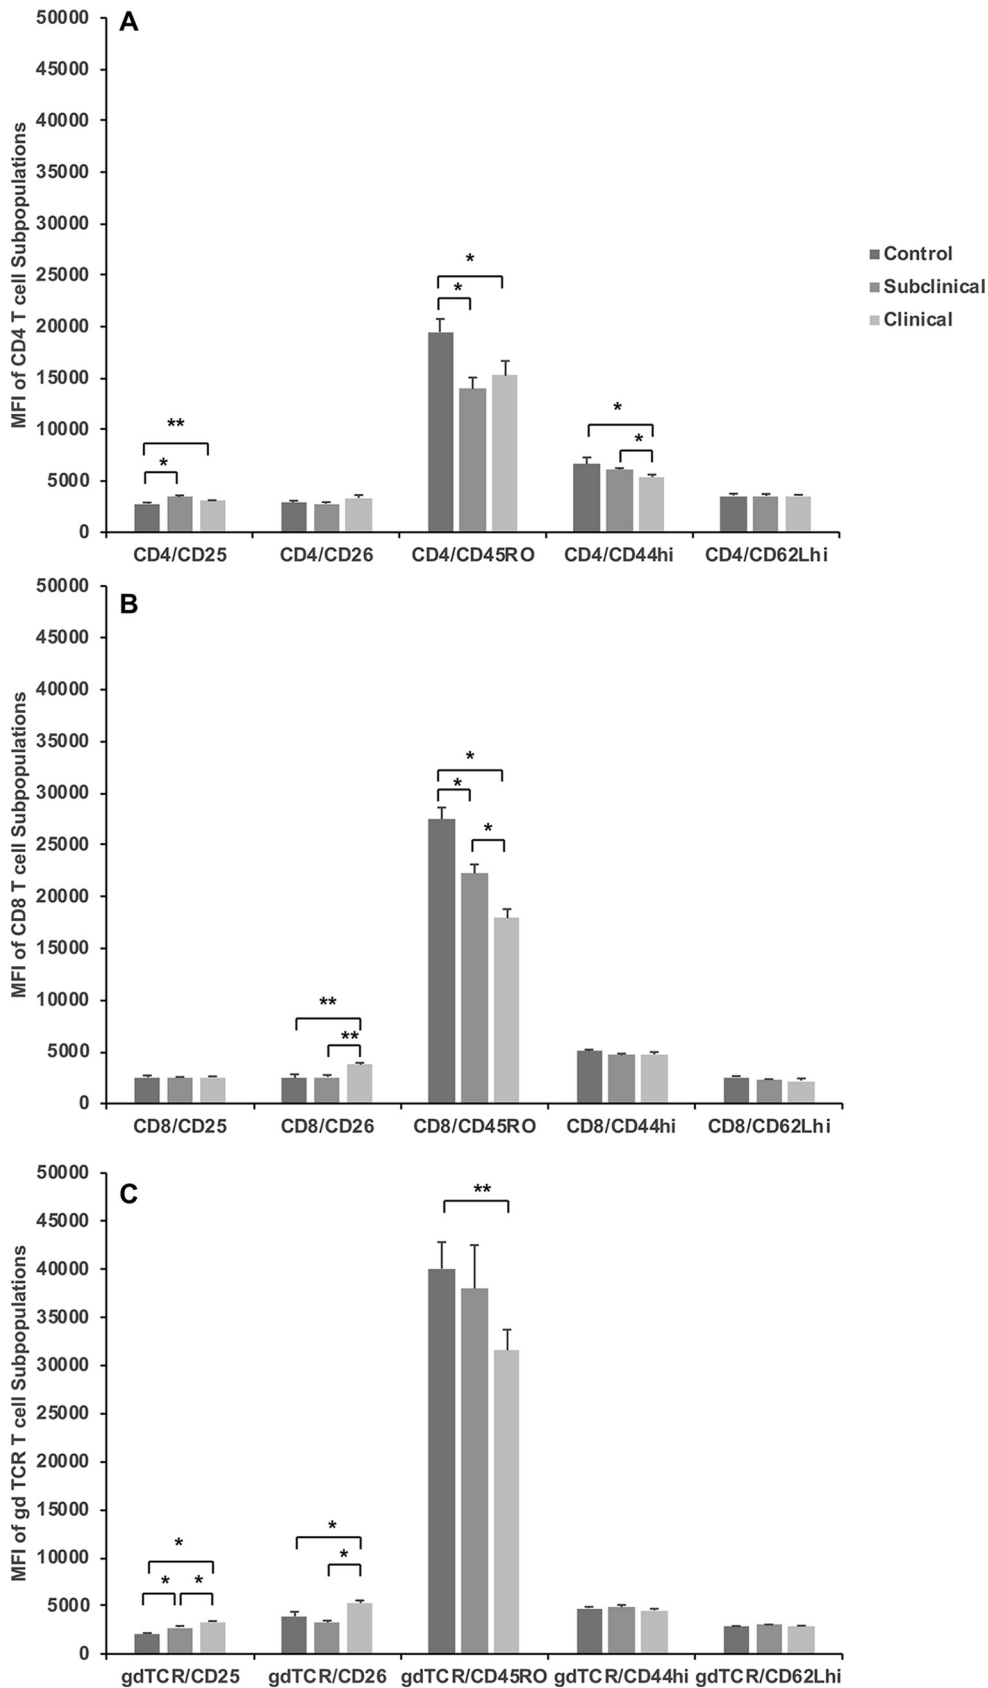 A
50000
45000
40000
35000
30000
25000
20000
15000
10000
5000
0
MFI of CD4 T cell Subpopulations
** * * * * *
CD4/CD25 CD4/CD26 CD4/CD45RO CD4/CD44hi CD4/CD62Lhi
Control
Subclinical
Clinical
B
50000
45000
40000
35000
30000
25000
20000
15000
10000
5000
0
MFI of CD8 T cell Subpopulations
** ** * * *
CD8/CD25 CD8/CD26 CD8/CD45RO CD8/CD44hi CD8/CD62Lhi
C
50000
45000
40000
35000
30000
25000
20000
15000
10000
5000
0
MFI of gd TCR T cell Subpopulations
* * * * * **
gdTCR/CD25 gdTCR/CD26 gdTCR/CD45RO gdTCR/CD44hi gdTCR/CD62Lhi